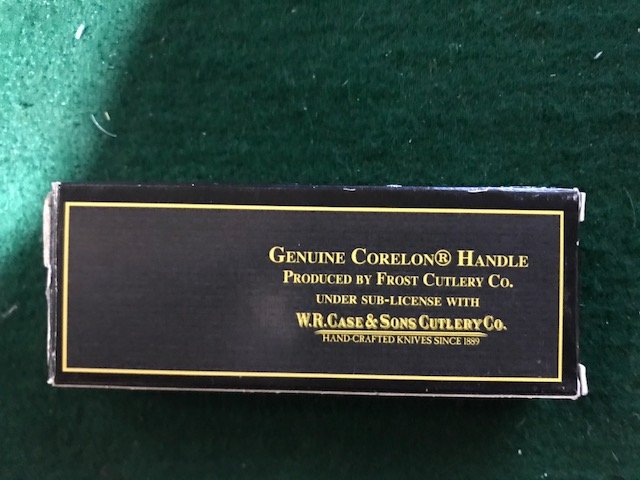 GENUINE CORELON® HANDLE
PRODUCED BY FROST CUTLERY CO.
UNDER SUB-LICENSE WITH
W.R. CASE & SONS CUTLERY CO.
HAND-CRAFTED KNIVES SINCE 1889